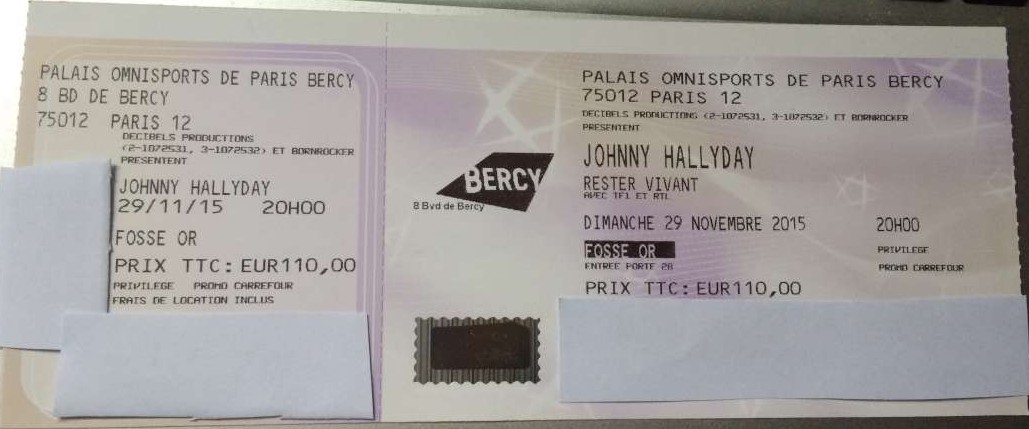 PALAIS OMNISPORTS DE PARIS BERCY
8 BD DE BERCY
75012 PARIS 12
DECIBELS PRODUCTIONS
(2-1072531, 3-1072532) ET BORNROCKER
PRESENTENT
JOHNNY HALLYDAY
29/11/15 20H00
FOSSE OR
PRIX TTC: EUR110,00
PRIVILEGE PROMO CARREFOUR
FRAIS DE LOCATION INCLUS
BERCY
8 Bvd de Bercy
PALAIS OMNISPORTS DE PARIS BERCY
75012 PARIS 12
DECIBELS PRODUCTIONS (2-1072531, 3-1072532) ET BORNROCKER
PRESENTENT
JOHNNY HALLYDAY
RESTER VIVANT
AVEC TF1 ET RTL
DIMANCHE 29 NOVEMBRE 2015 20H00
FOSSE OR PRIVILEGE
ENTREE PORTE 28 PROMO CARREFOUR
PRIX TTC: EUR110,00